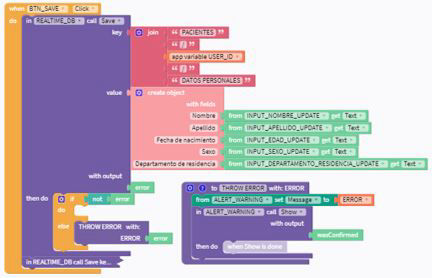 when BTN_SAVE Click
do in REALTIME_DB call Save
key join “ PACIENTES ”
“ / ”
app variable USER_ID
“ / ”
“ DATOS PERSONALES ”
value create object
with fields
Nombre from INPUT_NOMBRE_UPDATE get Text
Apellido from INPUT_APELLIDO_UPDATE get Text
Fecha de nacimiento from INPUT_EDAD_UPDATE get Text
Sexo from INPUT_SEXO_UPDATE get Text
Departamento de residencia from INPUT_DEPARTAMENTO_RESIDENCIA_UPDATE get Text
with output error
then do if not error
do
else THROW ERROR with:
ERROR error
in REALTIME_DB call Save ke...
? to THROW ERROR with: ERROR
from ALERT_WARNING set Message to ERROR
in ALERT_WARNING call Show
with output
wasConfirmed
then do when Show is done